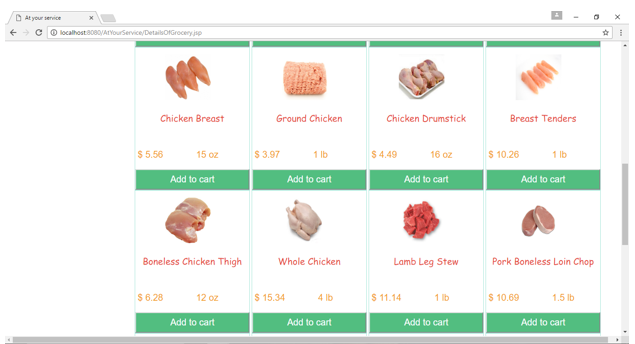 At your service
localhost:8080/AtYourService/DetailsOfGrocery.jsp
Chicken Breast
Ground Chicken
Chicken Drumstick
Breast Tenders
$ 5.56 15 oz
$ 3.97 1 lb
$ 4.49 16 oz
$ 10.26 1 lb
Add to cart
Add to cart
Add to cart
Add to cart
Boneless Chicken Thigh
Whole Chicken
Lamb Leg Stew
Pork Boneless Loin Chop
$ 6.28 12 oz
$ 15.34 4 lb
$ 11.14 1 lb
$ 10.69 1.5 lb
Add to cart
Add to cart
Add to cart
Add to cart